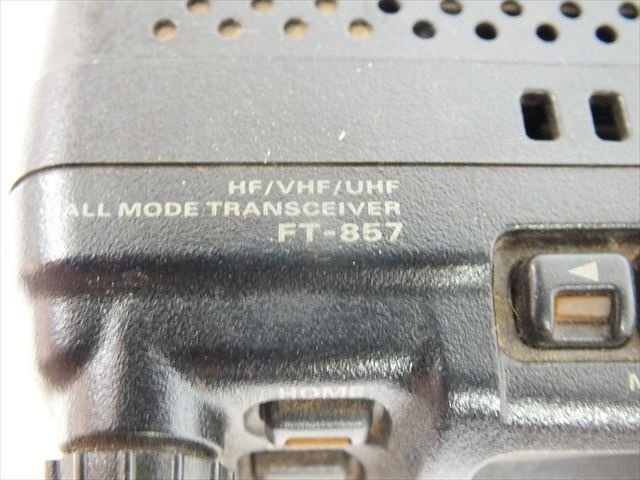 HF/VHF/UHF
ALL MODE TRANSCEIVER
FT-857
HOME